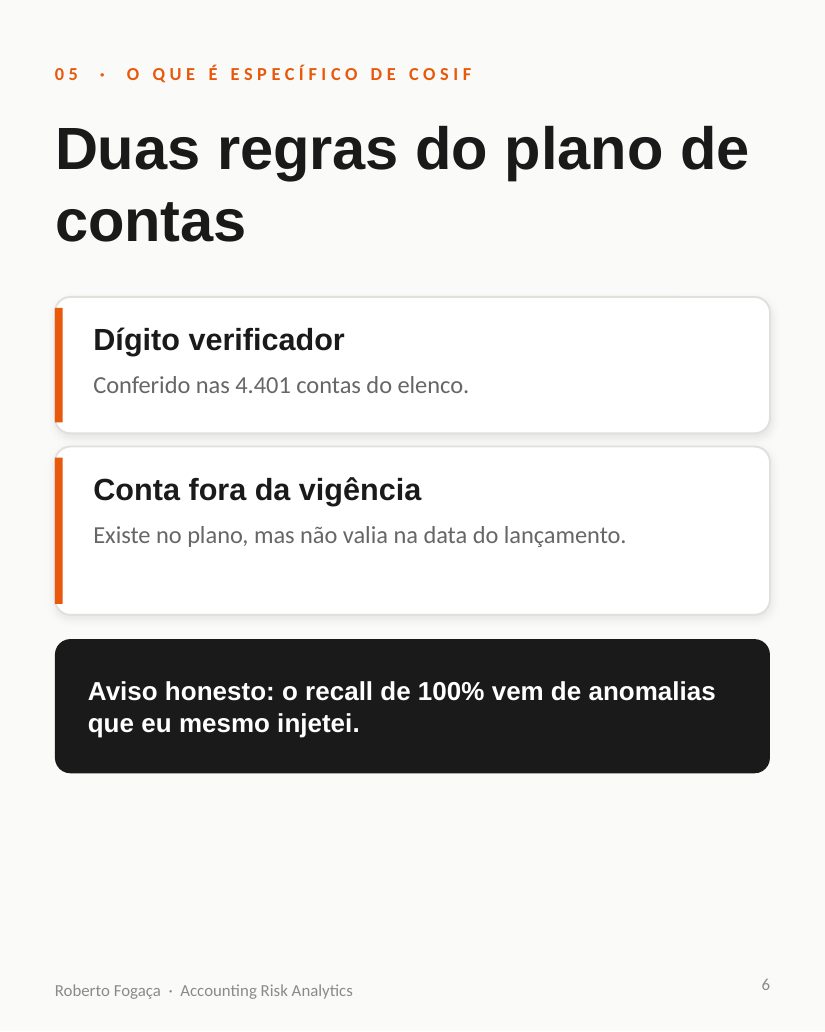 05 · O QUE É ESPECÍFICO DE COSIF
Duas regras do plano de
contas
Dígito verificador
Conferido nas 4.401 contas do elenco.
Conta fora da vigência
Existe no plano, mas não valia na data do lançamento.
Aviso honesto: o recall de 100% vem de anomalias
que eu mesmo injetei.
Roberto Fogaça · Accounting Risk Analytics
6